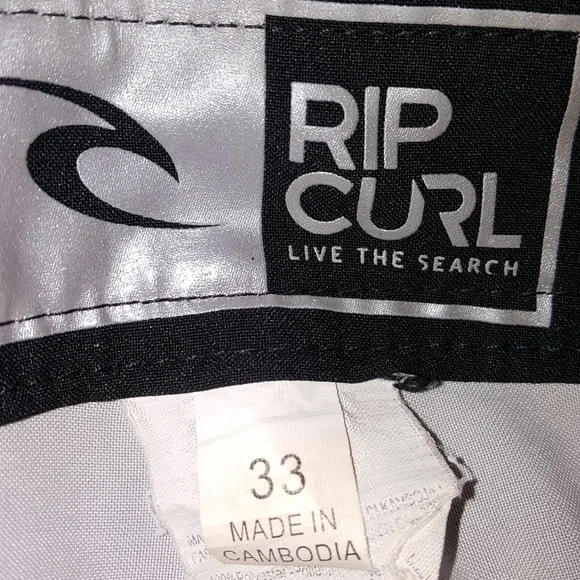 RIP
CURL
LIVE THE SEARCH
33
MADE IN
CAMBODIA